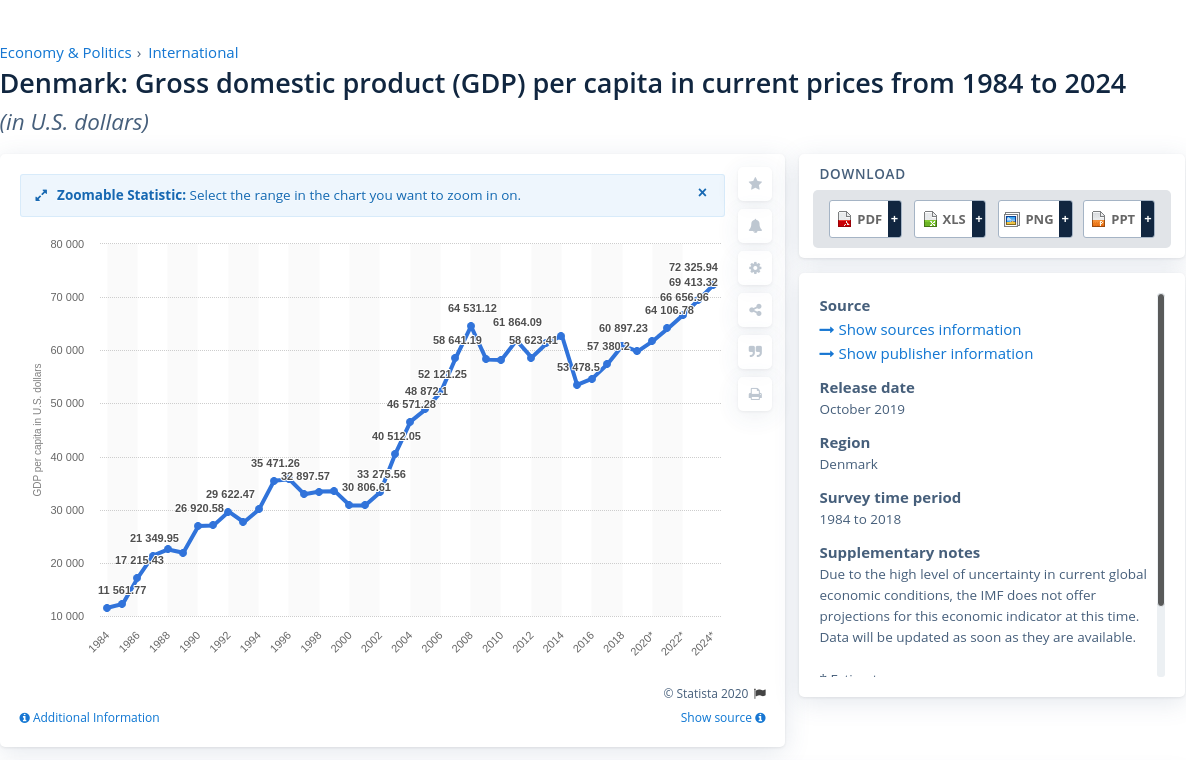 Economy & Politics › International
Denmark: Gross domestic product (GDP) per capita in current prices from 1984 to 2024
(in U.S. dollars)
Zoomable Statistic: Select the range in the chart you want to zoom in on. ×
GDP per capita in U.S. dollars
80 000
70 000
60 000
50 000
40 000
30 000
20 000
10 000
11 561.77
17 215.43
21 349.95
26 920.58
29 622.47
35 471.26
32 897.57
30 806.61
33 275.56
40 512.05
46 571.28
48 872.1
52 121.25
58 641.19
64 531.12
61 864.09
58 623.41
53 478.5
57 380.2
60 897.23
64 106.78
66 656.96
69 413.32
72 325.94
1984
1986
1988
1990
1992
1994
1996
1998
2000
2002
2004
2006
2008
2010
2012
2014
2016
2018
2020*
2022*
2024*
© Statista 2020
Additional Information
Show source
DOWNLOAD
PDF + XLS + PNG + PPT +
Source
Show sources information
Show publisher information
Release date
October 2019
Region
Denmark
Survey time period
1984 to 2018
Supplementary notes
Due to the high level of uncertainty in current global
economic conditions, the IMF does not offer
projections for this economic indicator at this time.
Data will be updated as soon as they are available.